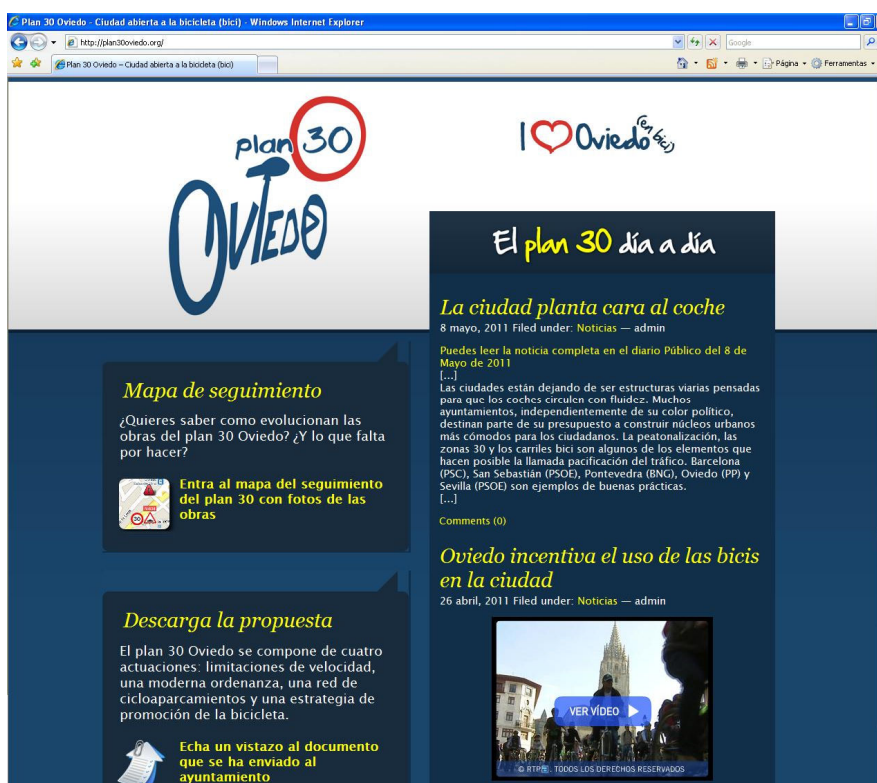 Plan 30 Oviedo - Ciudad abierta a la bicicleta (bici) - Windows Internet Explorer
http://plan30oviedo.org/
Google
Plan 30 Oviedo – Ciudad abierta a la bicicleta (bici)
Página
Ferramentas
plan 30
OVIEDO
I Oviedo (en bici)
El plan 30 día a día
La ciudad planta cara al coche
8 mayo, 2011 Filed under: Noticias — admin
Puedes leer la noticia completa en el diario Público del 8 de
Mayo de 2011
[...]
Las ciudades están dejando de ser estructuras viarias pensadas
para que los coches circulen con fluidez. Muchos
ayuntamientos, independientemente de su color político,
destinan parte de su presupuesto a construir núcleos urbanos
más cómodos para los ciudadanos. La peatonalización, las
zonas 30 y los carriles bici son algunos de los elementos que
hacen posible la llamada pacificación del tráfico. Barcelona
(PSC), San Sebastián (PSOE), Pontevedra (BNG), Oviedo (PP) y
Sevilla (PSOE) son ejemplos de buenas prácticas.
[...]
Comments (0)
Oviedo incentiva el uso de las bicis
en la ciudad
26 abril, 2011 Filed under: Noticias — admin
VER VÍDEO
TODOS LOS DERECHOS RESERVADOS
Mapa de seguimiento
¿Quieres saber como evolucionan las
obras del plan 30 Oviedo? ¿Y lo que falta
por hacer?
Entra al mapa del seguimiento
del plan 30 con fotos de las
obras
Descarga la propuesta
El plan 30 Oviedo se compone de cuatro
actuaciones: limitaciones de velocidad,
una moderna ordenanza, una red de
cicloaparcamientos y una estrategia de
promoción de la bicicleta.
Echa un vistazo al documento
que se ha enviado al
ayuntamiento